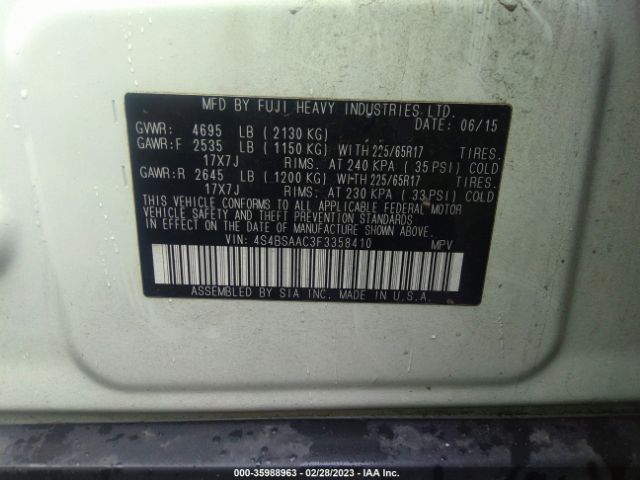 MFD BY FUJI HEAVY INDUSTRIES LTD.
GVWR: 4695 LB ( 2130 KG) DATE: 06/15
GAWR:F 2535 LB ( 1150 KG) WITH 225/65R17 TIRES.
17X7J RIMS. AT 240 KPA ( 35 PSI) COLD
GAWR:R 2645 LB ( 1200 KG) WITH 225/65R17 TIRES.
17X7J RIMS. AT 230 KPA ( 33 PSI) COLD
THIS VEHICLE CONFORMS TO ALL APPLICABLE FEDERAL MOTOR
VEHICLE SAFETY AND THEFT PREVENTION STANDARDS
IN EFFECT ON THE DATE OF MANUFACTURE SHOWN ABOVE.
VIN: 4S4BSAAC3F3358410 MPV
ASSEMBLED BY SIA INC. MADE IN U.S.A.
000-35988963 - 02/28/2023 - IAA Inc.